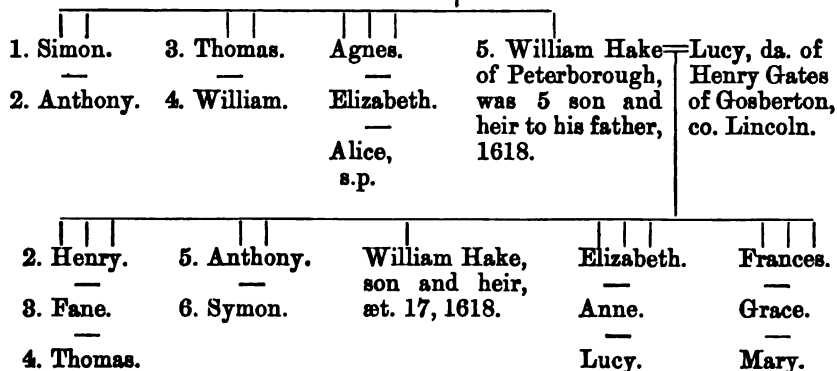 1. Simon.
2. Anthony.
3. Thomas.
4. William.
Agnes.
Elizabeth.
Alice,
s.p.
5. William Hake
of Peterborough,
was 5 son and
heir to his father,
1618.
Lucy, da. of
Henry Gates
of Gosberton,
co. Lincoln.
2. Henry.
3. Fane.
4. Thomas.
5. Anthony.
6. Symon.
William Hake,
son and heir,
æt. 17, 1618.
Elizabeth.
Anne.
Lucy.
Frances.
Grace.
Mary.